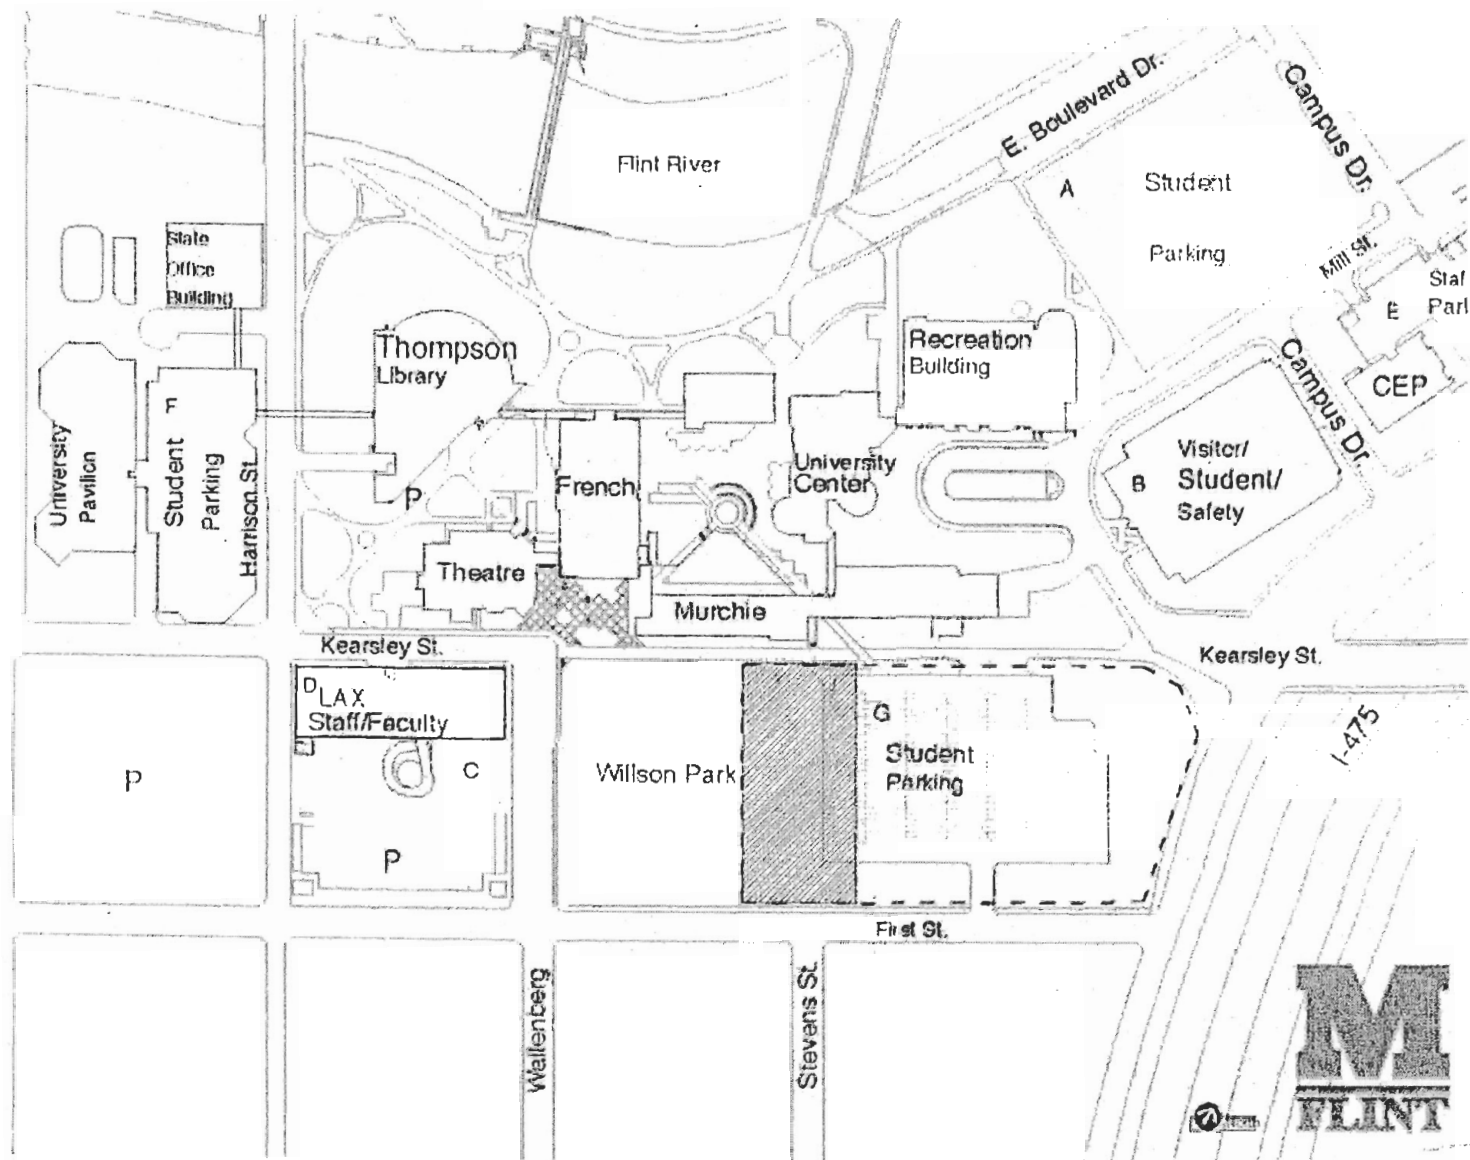 E. Boulevard Dr.
Campus Dr.
Flint River
A
Student
Parking
Mill St.
State
Office
Building
Staf
E
Park
Thompson
Library
Recreation
Building
Campus Dr.
CEP
F
Student
Parking
University
Pavilion
Harrison St.
French
University
Center
P
B
Visitor/
Student/
Safety
Theatre
Murchie
Kearsley St.
Kearsley St.
D
LAX
Staff/Faculty
G
Student
Parking
I-475
P
C
Willson Park
P
First St.
Wallenberg
Stevens St.
M
FLINT